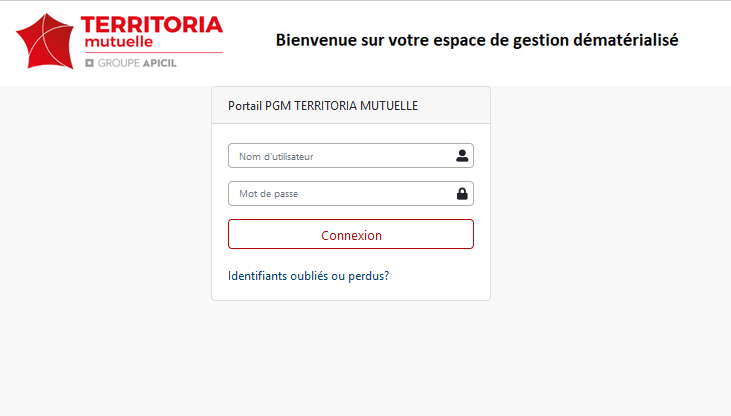 TERRITORIA
mutuelle
GROUPE APICIL
Bienvenue sur votre espace de gestion dématérialisé
Portail PGM TERRITORIA MUTUELLE
Nom d'utilisateur
Mot de passe
Connexion
Identifiants oubliés ou perdus?